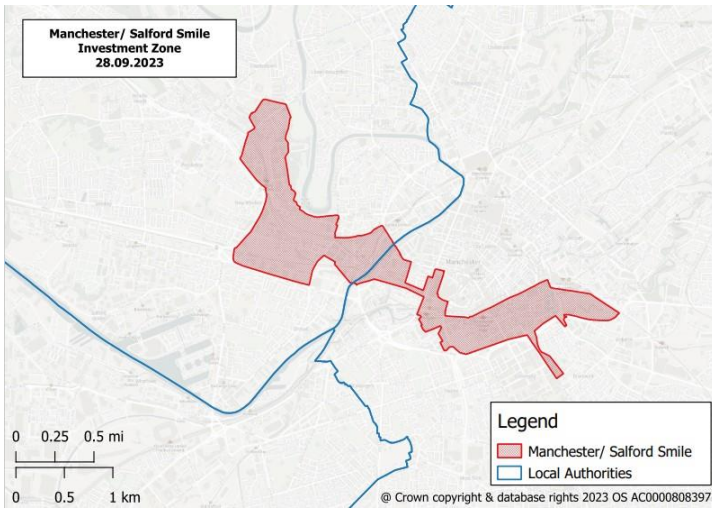 Manchester/ Salford Smile
Investment Zone
28.09.2023
Manchester
0 0.25 0.5 mi
0 0.5 1 km
Legend
Manchester/ Salford Smile
Local Authorities
@ Crown copyright & database rights 2023 OS AC0000808397